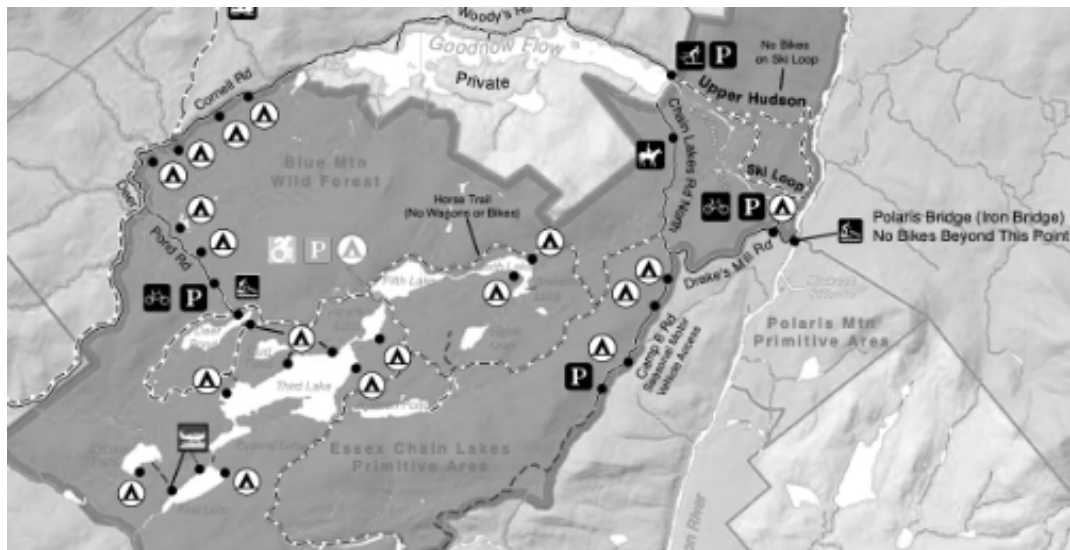 Woody's Rd
Goodnow Flow
Private
P
No Bikes
on Ski Loop
Upper Hudson
Cornell Rd
Chain Lakes Rd North
Blue Mtn
Wild Forest
Ski Loop
Horse Trail
(No Wagons or Bikes)
P
Polaris Bridge (Iron Bridge)
No Bikes Beyond This Point
Pond Rd
P
Drake's Mill Rd
Fifth Lake
P
Camp 6 Rd
Seasonal Motor
Vehicle Access
Polaris Mtn
Primitive Area
Third Lake
P
Essex Chain Lakes
Primitive Area
River